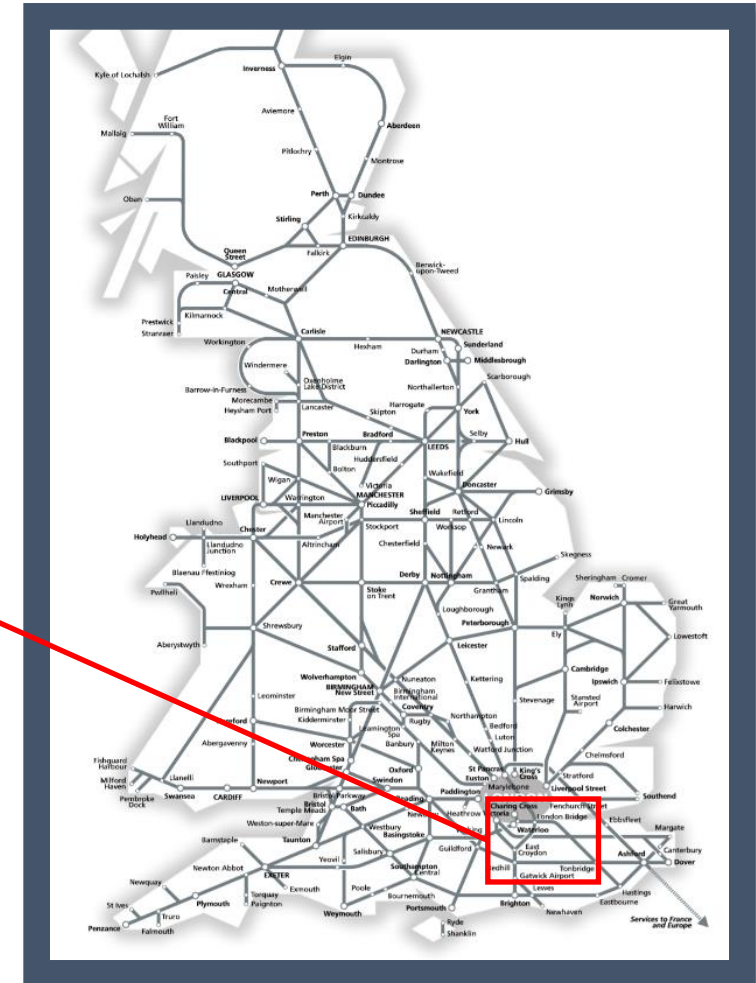 Inverness
Elgin
Kyle of Lochalsh
Aviemore
Fort
William
Mallaig
Aberdeen
Pitlochry
Montrose
Perth
Dundee
Oban
Stirling
Kirkcaldy
EDINBURGH
Queen
Street
Falkirk
GLASGOW
Central
Paisley
Motherwell
Berwick-
upon-Tweed
Prestwick
Kilmarnock
Stranraer
Carlisle
NEWCASTLE
Workington
Hexham
Durham
Sunderland
Darlington
Middlesbrough
Windermere
Scarborough
Oxenholme
Lake District
Barrow-in-Furness
Northallerton
Morecambe
Heysham Port
Lancaster
Harrogate
York
Skipton
Blackpool
Preston
Bradford
LEEDS
Selby
Hull
Blackburn
Huddersfield
Southport
Bolton
Wakefield
Wigan
Victoria
MANCHESTER
Piccadilly
Doncaster
Grimsby
LIVERPOOL
Warrington
Manchester
Airport
Sheffield
Retford
Llandudno
Chester
Stockport
Worksop
Lincoln
Holyhead
Llandudno
Junction
Altrincham
Chesterfield
Newark
Skegness
Blaenau Ffestiniog
Pwllheli
Wrexham
Crewe
Stoke
on Trent
Derby
Nottingham
Grantham
Spalding
Sheringham
Cromer
Kings
Lynn
Norwich
Great
Yarmouth
Loughborough
Peterborough
Shrewsbury
Aberystwyth
Stafford
Leicester
Ely
Lowestoft
Wolverhampton
BIRMINGHAM
New Street
Nuneaton
Birmingham
International
Kettering
Cambridge
Ipswich
Felixstowe
Leominster
Birmingham Moor Street
Coventry
Rugby
Stevenage
Stansted
Airport
Harwich
Kidderminster
Northampton
Hereford
Leamington
Spa
Bedford
Colchester
Worcester
Banbury
Milton
Keynes
Luton
Abergavenny
Watford Junction
Chelmsford
Cheltenham Spa
Gloucester
Oxford
St Pancras
Euston
King's
Cross
Stratford
Fishguard
Harbour
Llanelli
Swindon
Marylebone
Liverpool Street
Milford
Haven
Newport
Bristol Parkway
Reading
Paddington
Southend
Pembroke
Dock
Swansea
CARDIFF
Bristol
Temple Meads
Bath
Heathrow
Charing Cross
Victoria
Fenchurch Street
London Bridge
Ebbsfleet
Weston-super-Mare
Westbury
Basingstoke
Waterloo
Margate
Barnstaple
Taunton
Salisbury
Guildford
East
Croydon
Canterbury
Newton Abbot
Yeovil
Redhill
Tonbridge
Ashford
Dover
EXETER
Southampton
Central
Gatwick Airport
Newquay
Exmouth
Poole
Lewes
Hastings
St Ives
Plymouth
Torquay
Paignton
Bournemouth
Brighton
Eastbourne
Truro
Weymouth
Portsmouth
Newhaven
Penzance
Falmouth
Ryde
Shanklin
Services to France
and Europe